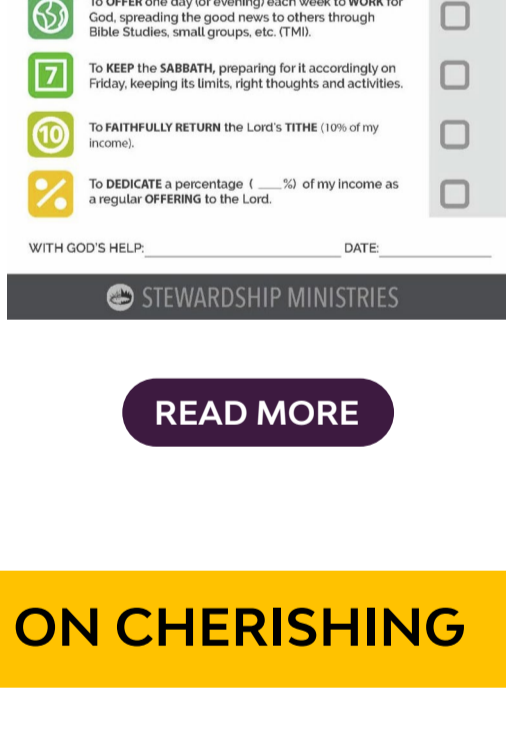 To OFFER one day (or evening) each week to WORK for
God, spreading the good news to others through
Bible Studies, small groups, etc. (TMI).
7
To KEEP the SABBATH, preparing for it accordingly on
Friday, keeping its limits, right thoughts and activities.
10
To FAITHFULLY RETURN the Lord's TITHE (10% of my
income).
%
To DEDICATE a percentage ( ___%) of my income as
a regular OFFERING to the Lord.
WITH GOD'S HELP:____________________ DATE:____________
STEWARDSHIP MINISTRIES
READ MORE
ON CHERISHING